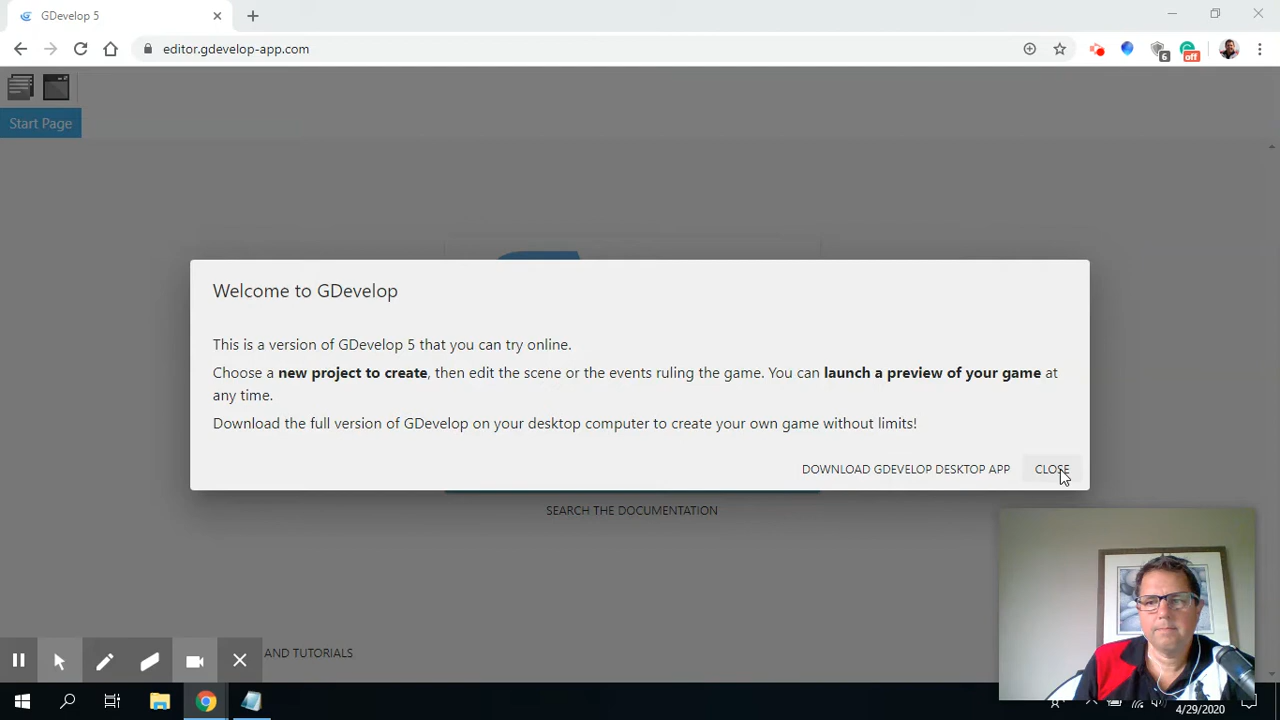 GDevelop 5
editor.gdevelop-app.com
6
off
Start Page
Welcome to GDevelop
This is a version of GDevelop 5 that you can try online.
Choose a new project to create, then edit the scene or the events ruling the game. You can launch a preview of your game at
any time.
Download the full version of GDevelop on your desktop computer to create your own game without limits!
DOWNLOAD GDEVELOP DESKTOP APP
CLOSE
SEARCH THE DOCUMENTATION
AND TUTORIALS
4/29/2020